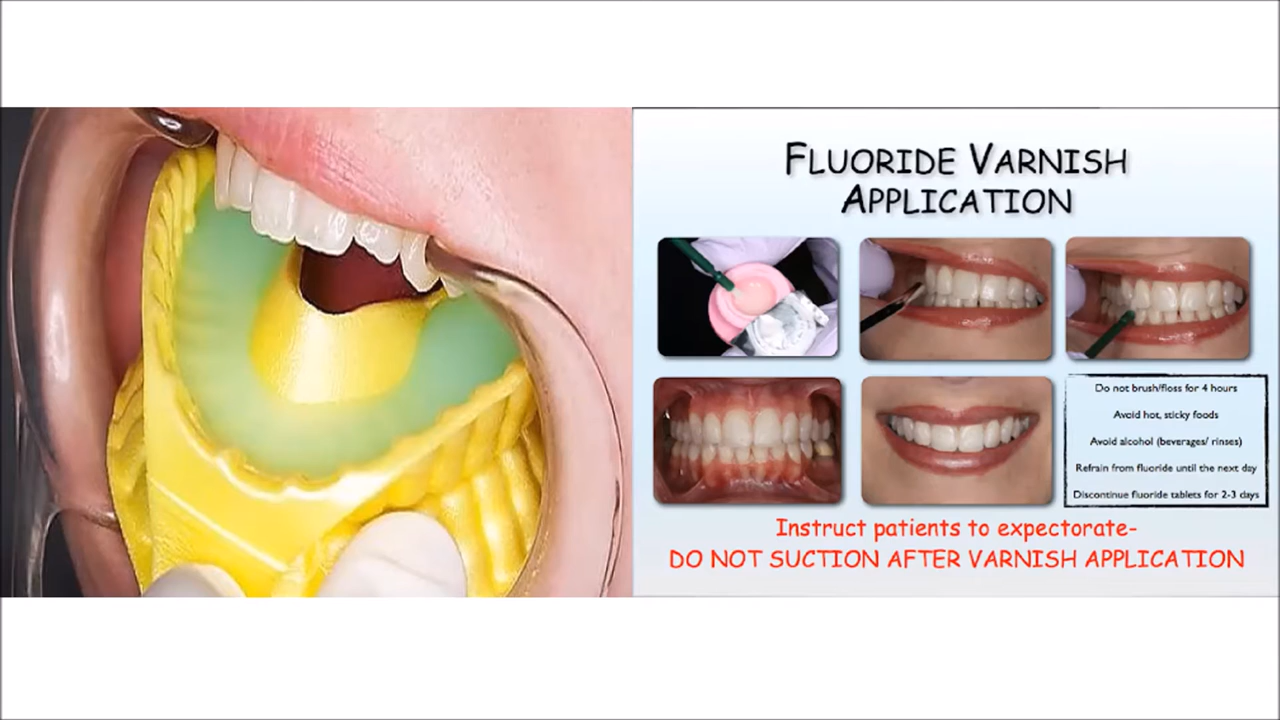 FLUORIDE VARNISH
APPLICATION
Do not brush/floss for 4 hours
Avoid hot, sticky foods
Avoid alcohol (beverages/ rinses)
Refrain from fluoride until the next day
Discontinue fluoride tablets for 2-3 days
Instruct patients to expectorate-
DO NOT SUCTION AFTER VARNISH APPLICATION